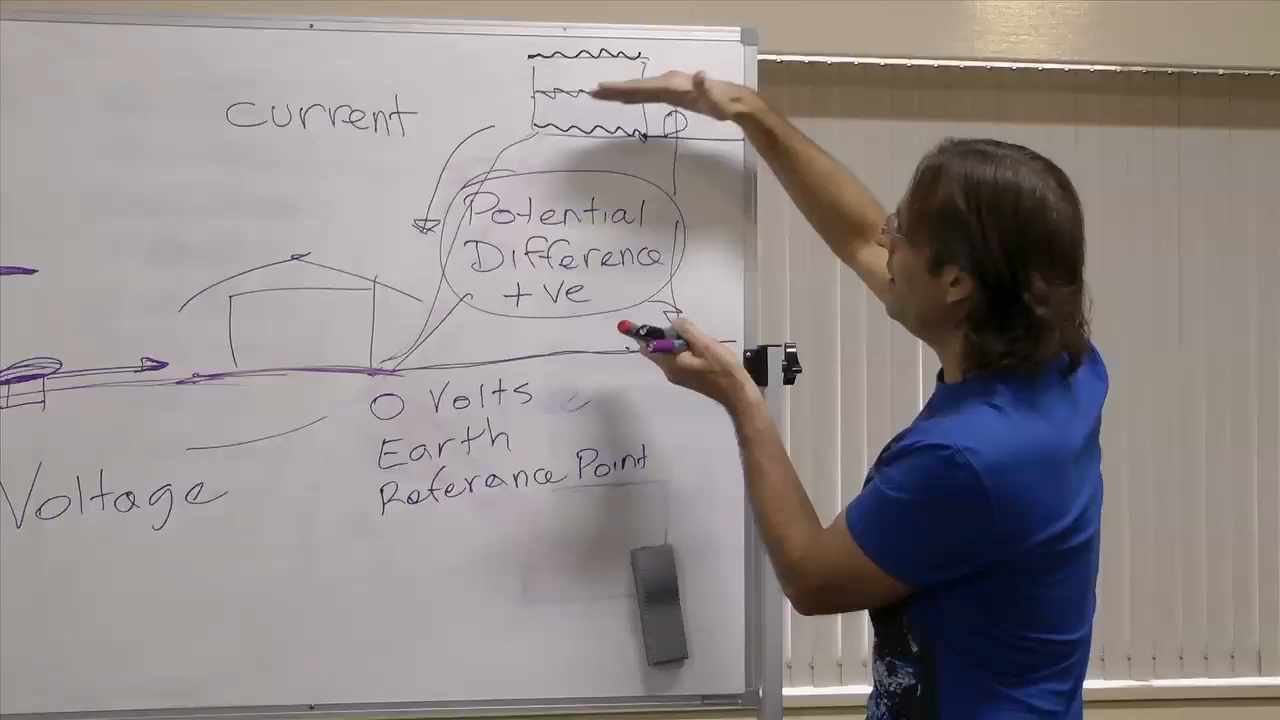 Current
Potential
Difference
+ve
0 Volts
Earth
Referance Point
Voltage